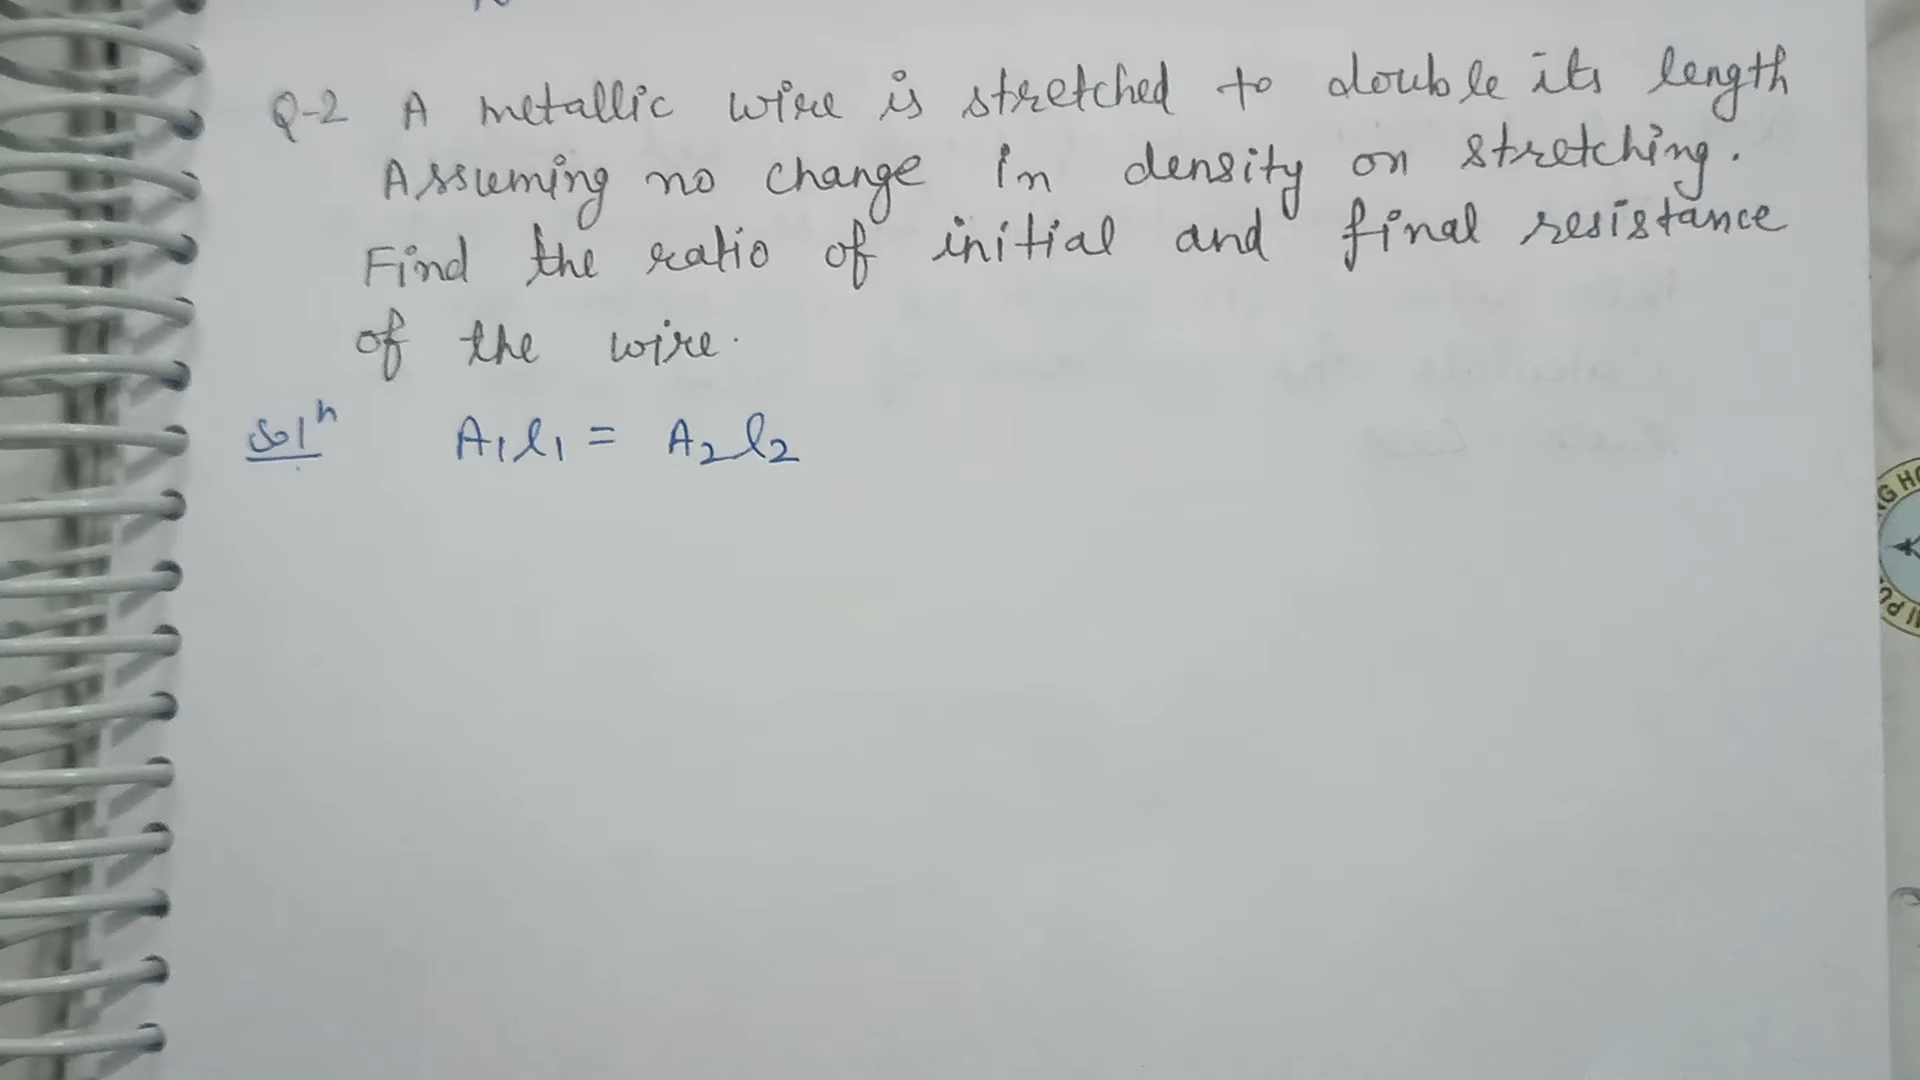 Q-2 A metallic wire is stretched to double its length
Assuming no change in density on stretching.
Find the ratio of initial and final resistance
of the wire.
Solⁿ A₁l₁ = A₂l₂